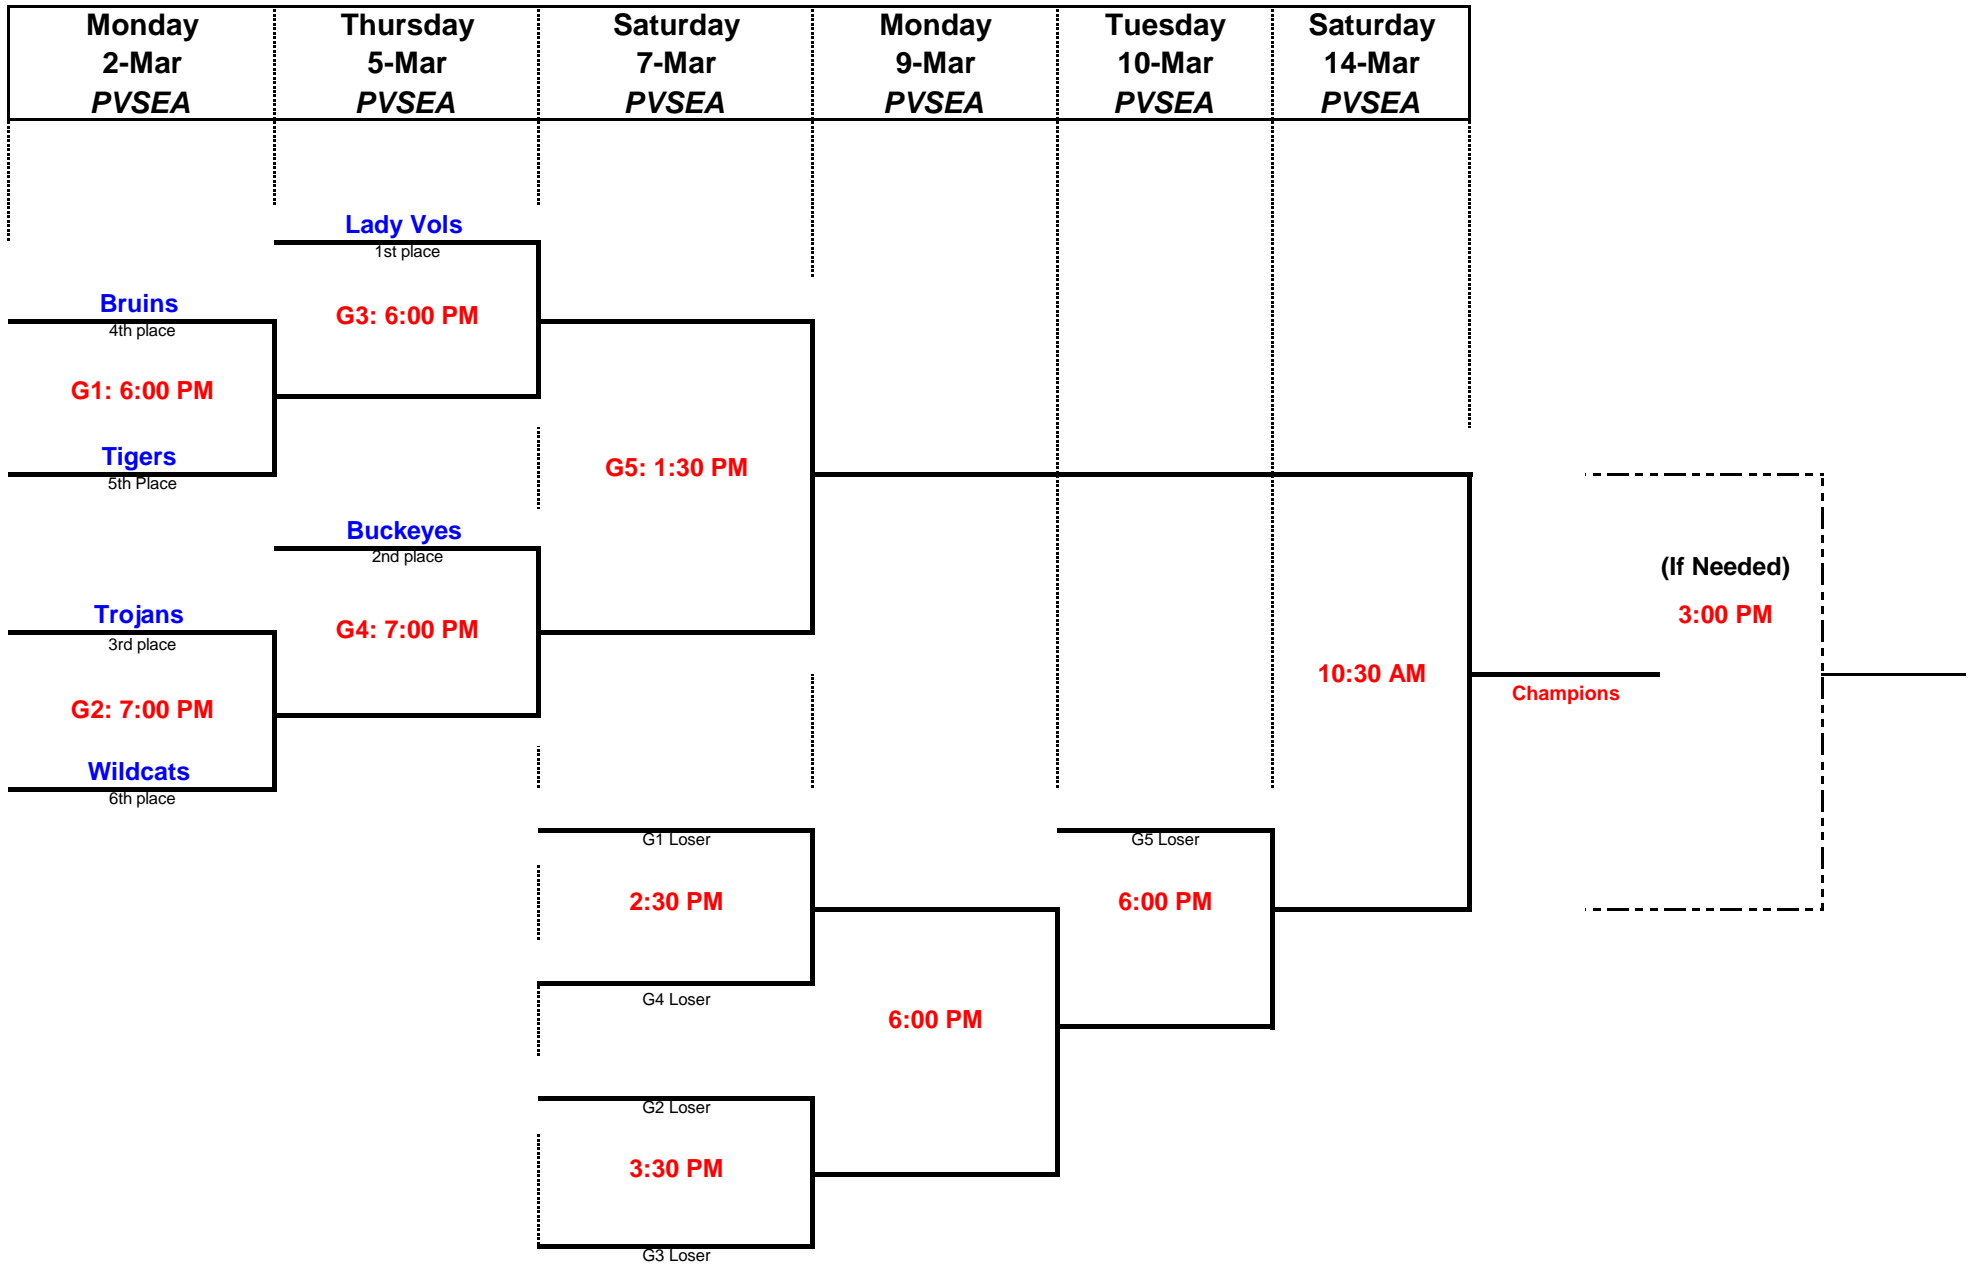 Monday Thursday Saturday Monday Tuesday Saturday
2-Mar 5-Mar 7-Mar 9-Mar 10-Mar 14-Mar
PVSEA PVSEA PVSEA PVSEA PVSEA PVSEA
Lady Vols
1st place
Bruins
4th place
G3: 6:00 PM
G1: 6:00 PM
Tigers
5th Place
G5: 1:30 PM
Buckeyes
2nd place
(If Needed)
3:00 PM
Trojans
3rd place
G4: 7:00 PM
10:30 AM
Champions
G2: 7:00 PM
Wildcats
6th place
G1 Loser
G5 Loser
2:30 PM
6:00 PM
G4 Loser
6:00 PM
G2 Loser
3:30 PM
G3 Loser